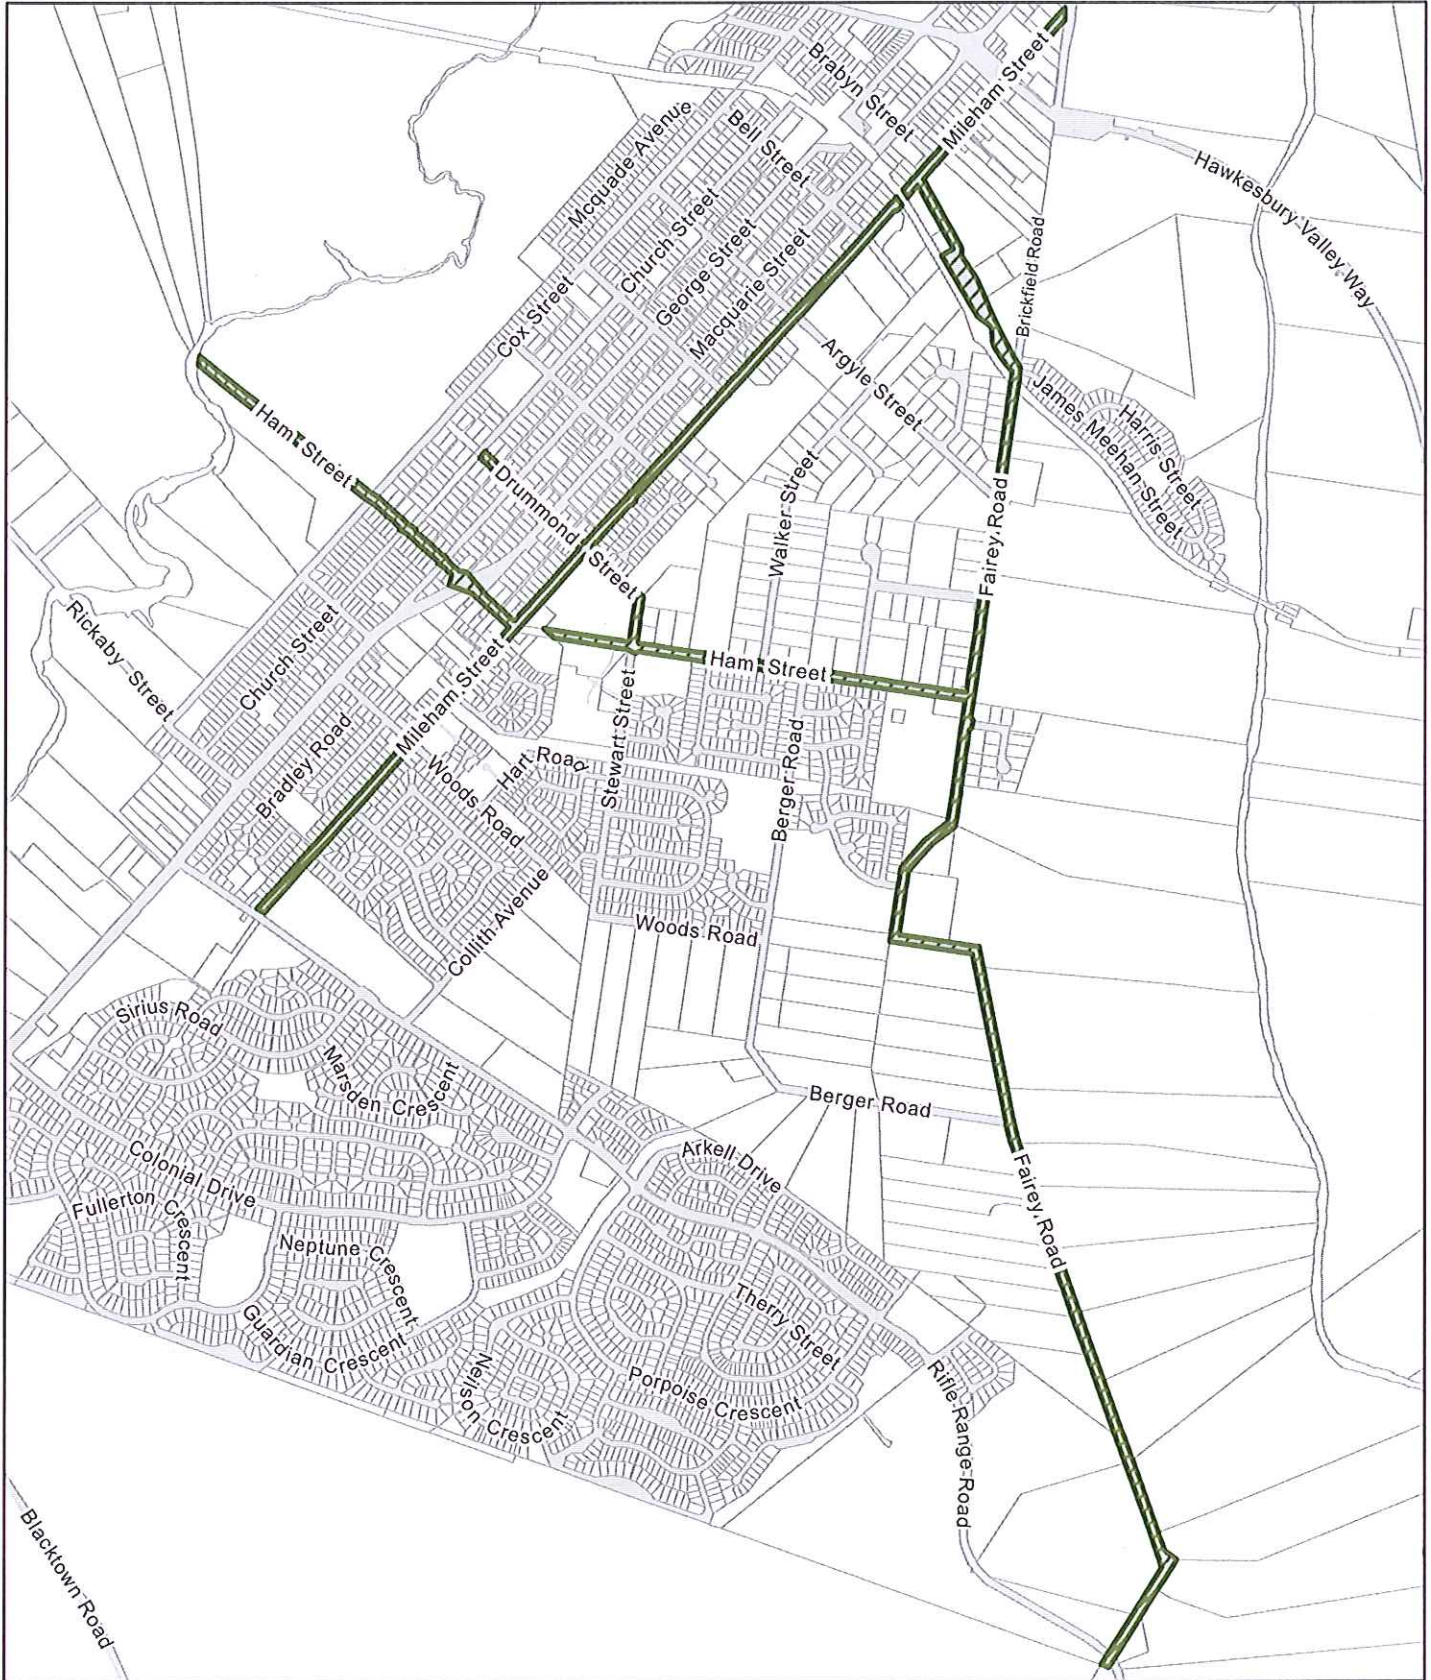 Mileham Street
Brabyn Street
Mcquade Avenue
Bell Street
Hawkesbury Valley Way
Church Street
George Street
Macquarie Street
Brickfield Road
Cox Street
Argyle Street
James Meehan Street
Harris Street
Ham Street
Drummond Street
Walker Street
Fairey Road
Rickaby Street
Church Street
Mileham Street
Ham Street
Stewart Street
Bradley Road
Hart Road
Woods Road
Berger Road
Collith Avenue
Woods Road
Sirius Road
Marsden Crescent
Berger Road
Arkell Drive
Colonial Drive
Fullerton Crescent
Fairey Road
Neptune Crescent
Guardian Crescent
Therry Street
Neilson Crescent
Porpoise Crescent
Rifle Range Road
Blacktown Road